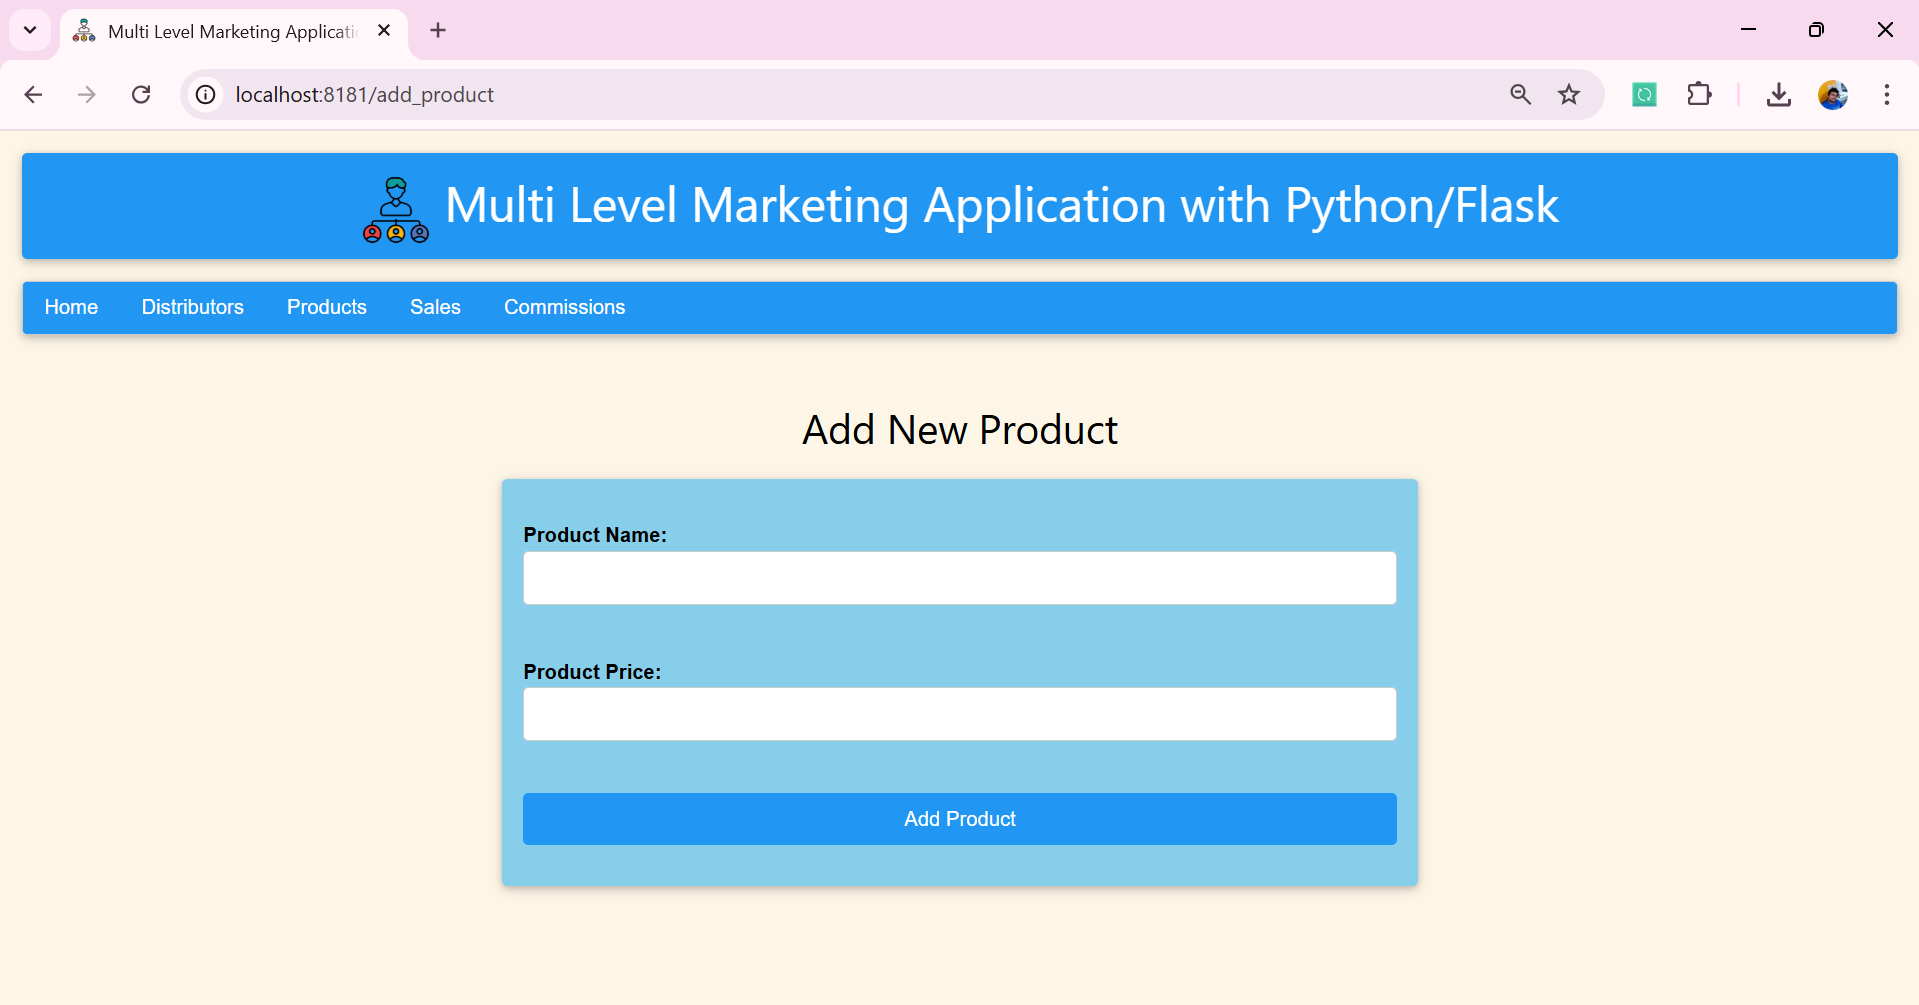 Multi Level Marketing Applicati
localhost:8181/add_product
Multi Level Marketing Application with Python/Flask
Home Distributors Products Sales Commissions
Add New Product
Product Name:
Product Price:
Add Product